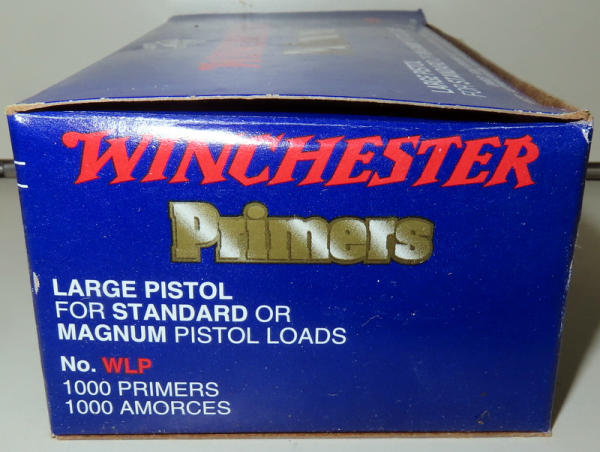 WINCHESTER
Primers
LARGE PISTOL
FOR STANDARD OR
MAGNUM PISTOL LOADS
No. WLP
1000 PRIMERS
1000 AMORCES